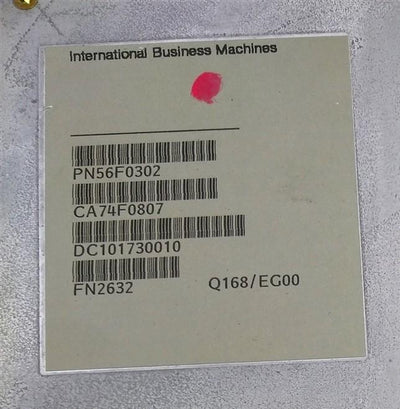 International Business Machines
PN56F0302
CA74F0807
DC101730010
FN2632 Q168/EG00